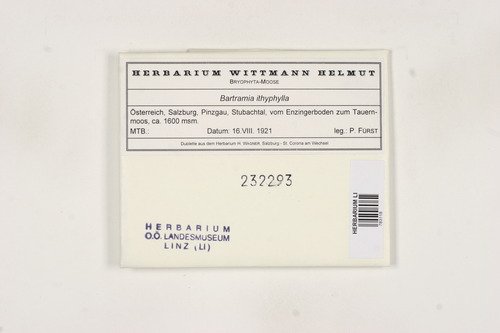 HERBARIUM WITTMANN HELMUT
BRYOPHYTA-MOOSE
Bartramia ithyphylla
Österreich, Salzburg, Pinzgau, Stubachtal, vom Enzingerboden zum Tauern-
moos, ca. 1600 msm.
MTB.: Datum: 16.VIII. 1921 leg.: P. FÜRST
Dublette aus dem Herbarium H. WAGNER, Salzburg - St. Corona am Wechsel
232293
HERBARIUM
O.Ö. LANDESMUSEUM
LINZ (LI)
HERBARIUM LI